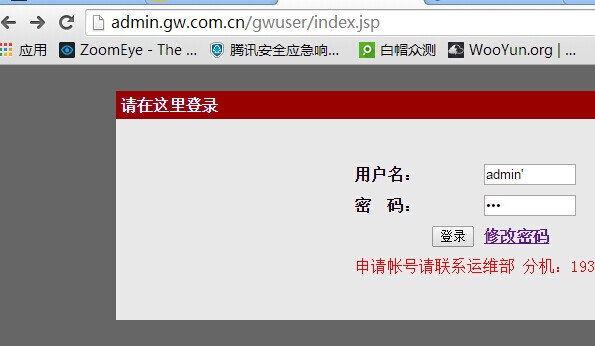 admin.gw.com.cn/gwuser/index.jsp
应用 ZoomEye - The ... 腾讯安全应急响... 白帽众测 WooYun.org | ...
请在这里登录
用户名： admin'
密 码： •••
登录 修改密码
申请帐号请联系运维部 分机：193